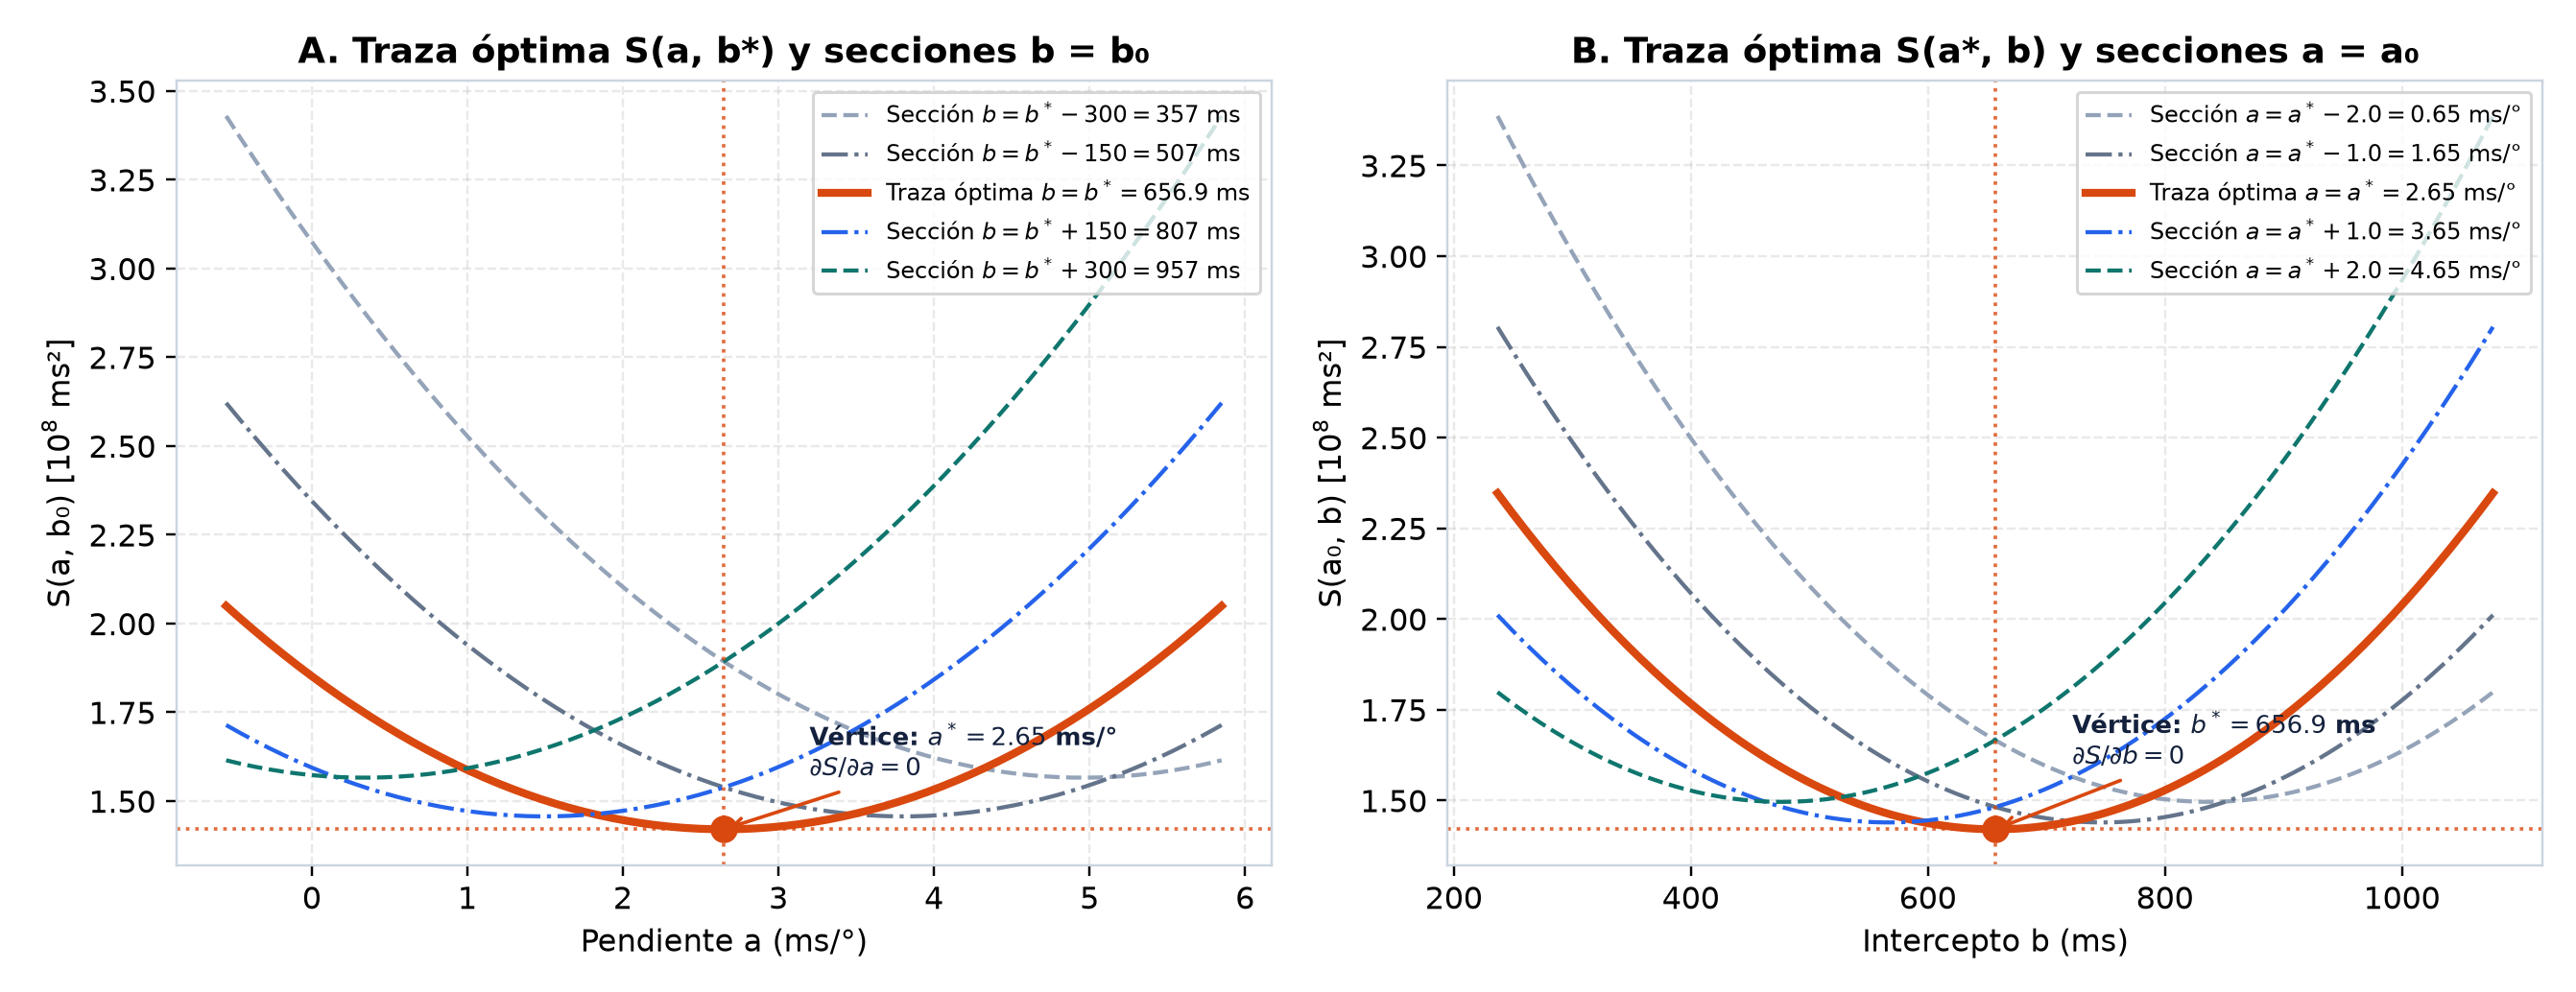 A. Traza óptima S(a, b*) y secciones b = b₀
3.50
3.25
3.00
2.75
2.50
2.25
2.00
1.75
1.50
S(a, b₀) [10⁸ ms²]
Sección b = b* − 300 = 357 ms
Sección b = b* − 150 = 507 ms
Traza óptima b = b* = 656.9 ms
Sección b = b* + 150 = 807 ms
Sección b = b* + 300 = 957 ms
Vértice: a* = 2.65 ms/°
∂S/∂a = 0
0 1 2 3 4 5 6
Pendiente a (ms/°)
B. Traza óptima S(a*, b) y secciones a = a₀
3.25
3.00
2.75
2.50
2.25
2.00
1.75
1.50
S(a₀, b) [10⁸ ms²]
Sección a = a* − 2.0 = 0.65 ms/°
Sección a = a* − 1.0 = 1.65 ms/°
Traza óptima a = a* = 2.65 ms/°
Sección a = a* + 1.0 = 3.65 ms/°
Sección a = a* + 2.0 = 4.65 ms/°
Vértice: b* = 656.9 ms
∂S/∂b = 0
200 400 600 800 1000
Intercepto b (ms)